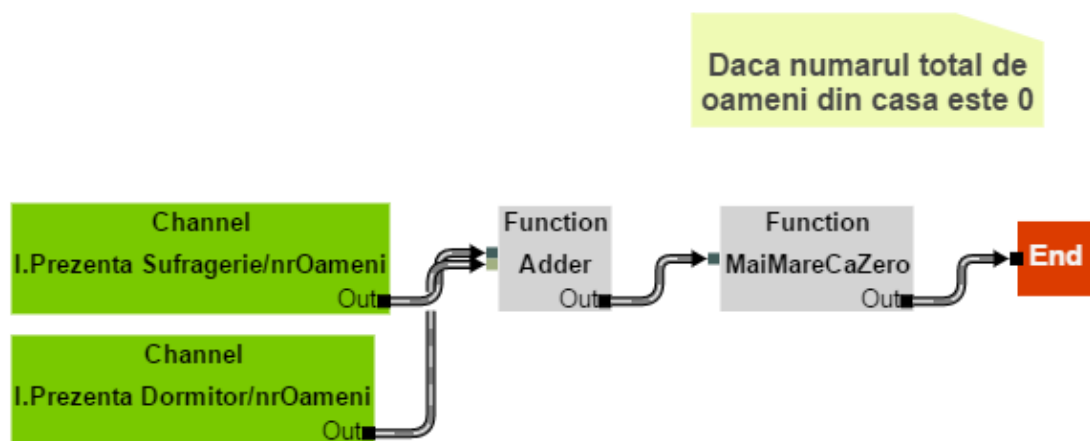 Daca numarul total de
oameni din casa este 0
Channel
I.Prezenta Sufragerie/nrOameni
Out
Function
Adder
Out
Function
MaiMareCaZero
Out
End
Channel
I.Prezenta Dormitor/nrOameni
Out